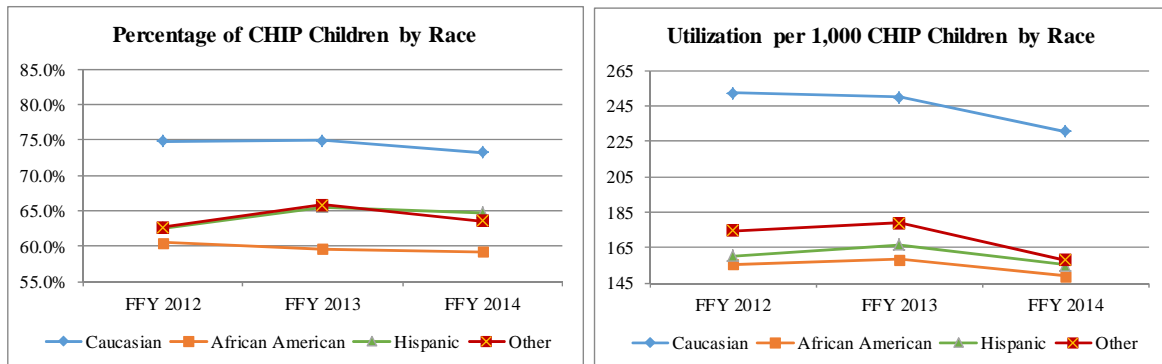 Percentage of CHIP Children by Race
85.0%
80.0%
75.0%
70.0%
65.0%
60.0%
55.0%
FFY 2012 FFY 2013 FFY 2014
Caucasian African American Hispanic Other
Utilization per 1,000 CHIP Children by Race
265
245
225
205
185
165
145
FFY 2012 FFY 2013 FFY 2014
Caucasian African American Hispanic Other